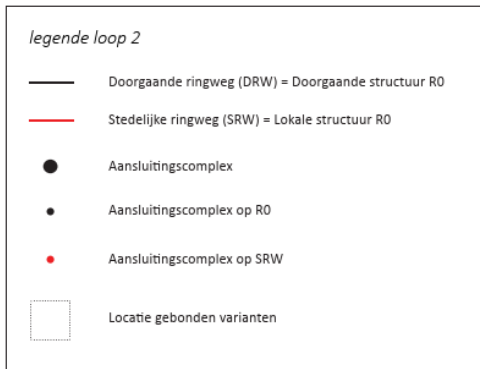 legende loop 2
Doorgaande ringweg (DRW) = Doorgaande structuur R0
Stedelijke ringweg (SRW) = Lokale structuur R0
Aansluitingscomplex
Aansluitingscomplex op R0
Aansluitingscomplex op SRW
Locatie gebonden varianten